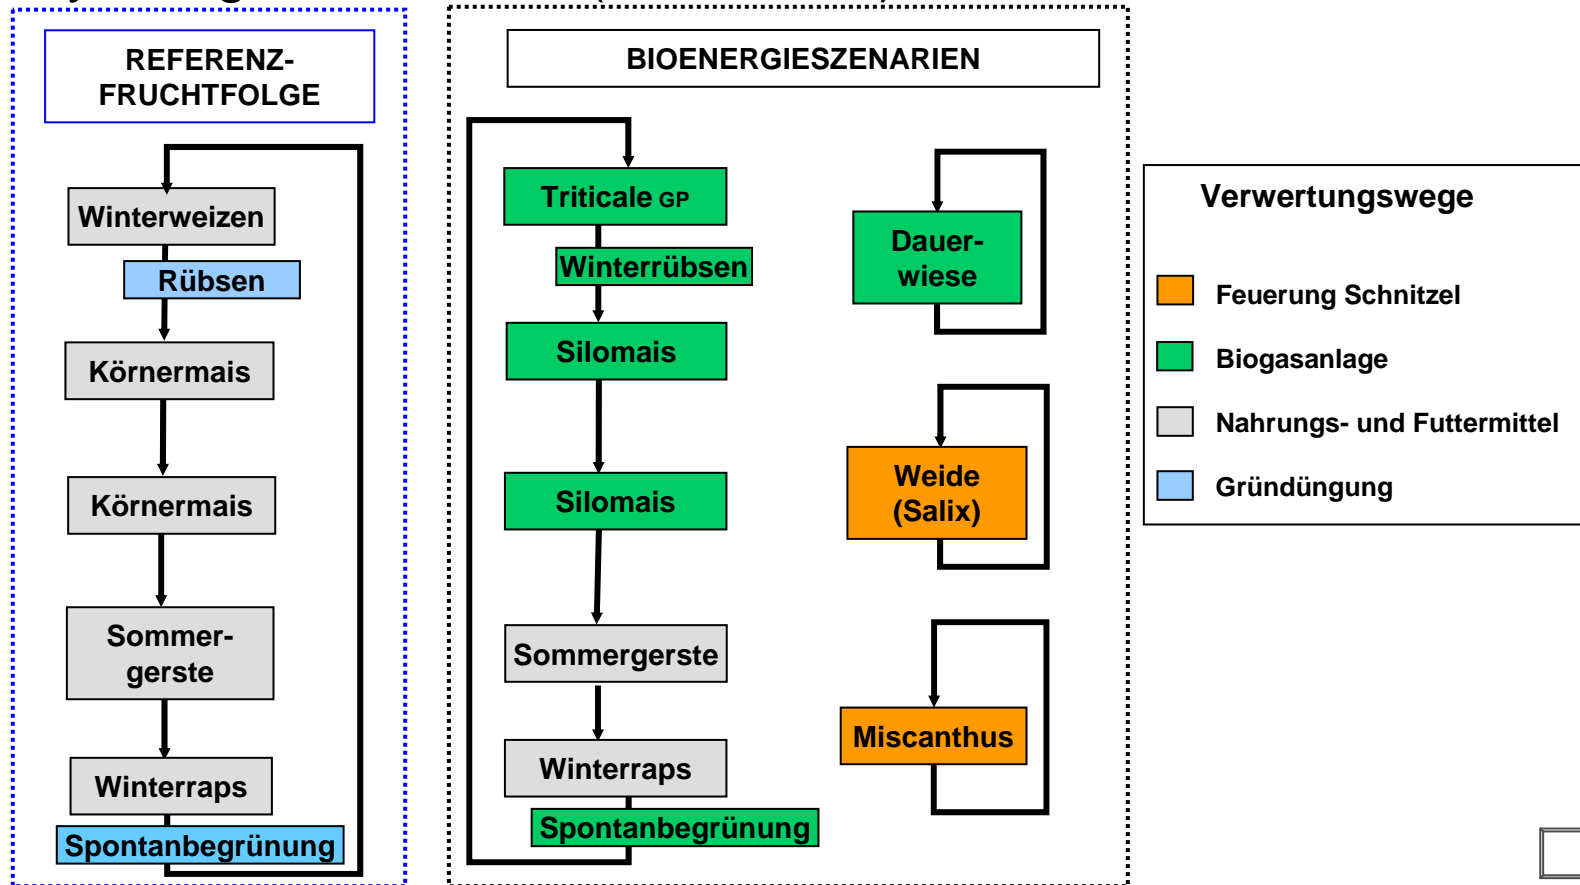 REFERENZ-
FRUCHTFOLGE
Winterweizen
Rübsen
Körnermais
Körnermais
Sommer-
gerste
Winterraps
Spontanbegrünung
BIOENERGIESZENARIEN
Triticale GP
Winterrübsen
Silomais
Silomais
Sommergerste
Winterraps
Spontanbegrünung
Dauer-
wiese
Weide
(Salix)
Miscanthus
Verwertungswege
Feuerung Schnitzel
Biogasanlage
Nahrungs- und Futtermittel
Gründüngung